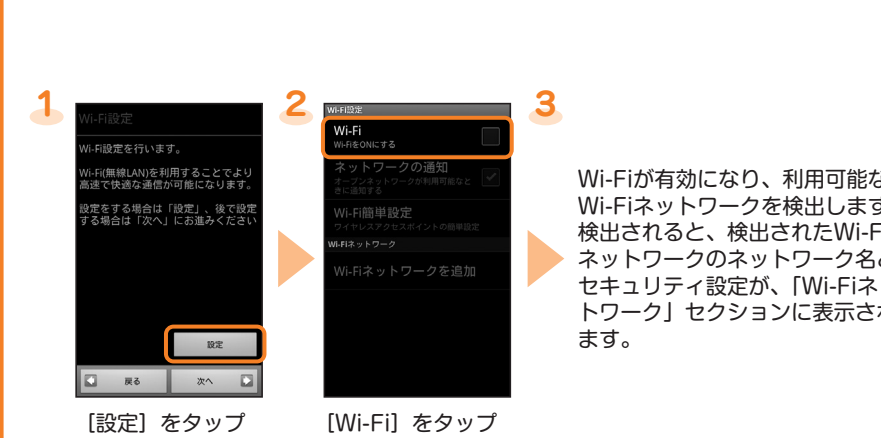 1
Wi-Fi設定
Wi-Fi設定を行います。
Wi-Fi(無線LAN)を利用することでより
高速で快適な通信が可能になります。
設定をする場合は「設定」、後で設定
する場合は「次へ」にお進みください
設定
戻る
次へ
［設定］をタップ
2
Wi-Fi設定
Wi-Fi
Wi-FiをONにする
ネットワークの通知
オープンネットワークが利用可能なと
きに通知する
Wi-Fi簡単設定
ワイヤレスアクセスポイントの簡単設定
Wi-Fiネットワーク
Wi-Fiネットワークを追加
［Wi-Fi］をタップ
3
Wi-Fiが有効になり、利用可能な
Wi-Fiネットワークを検出します
検出されると、検出されたWi-F
ネットワークのネットワーク名と
セキュリティ設定が、「Wi-Fiネッ
トワーク」セクションに表示され
ます。